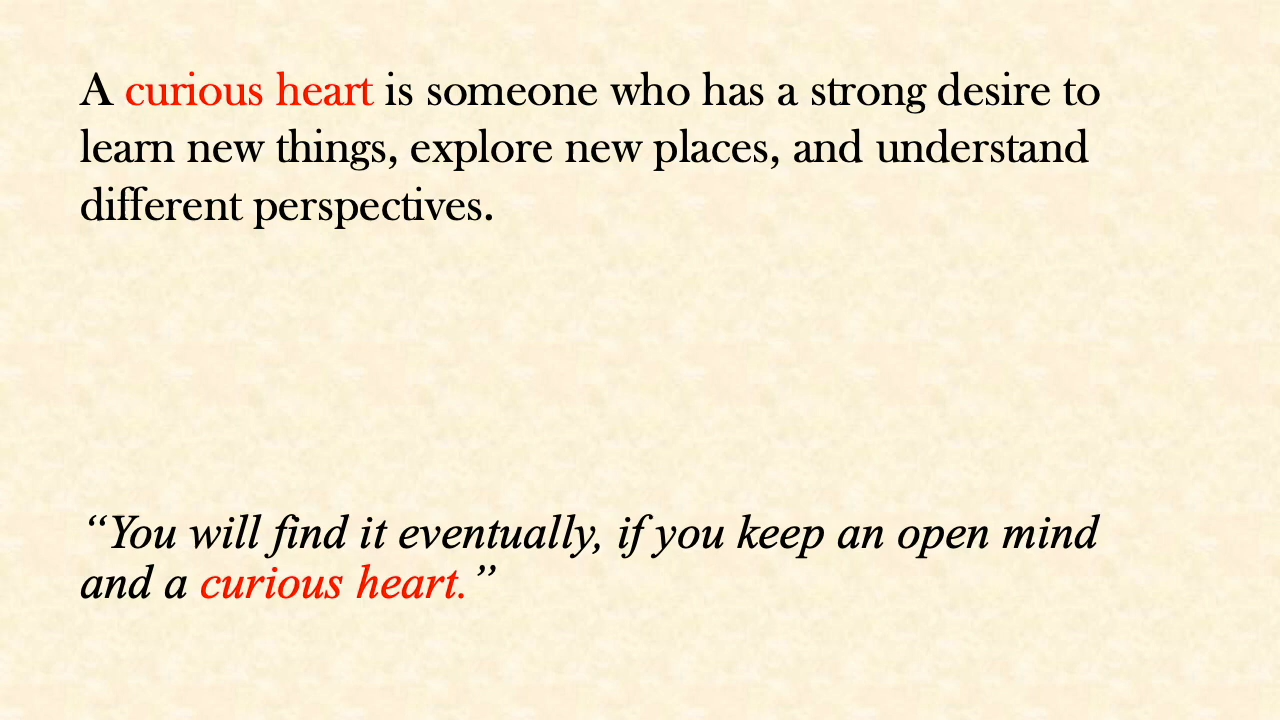 A curious heart is someone who has a strong desire to
learn new things, explore new places, and understand
different perspectives.
“You will find it eventually, if you keep an open mind
and a curious heart.”